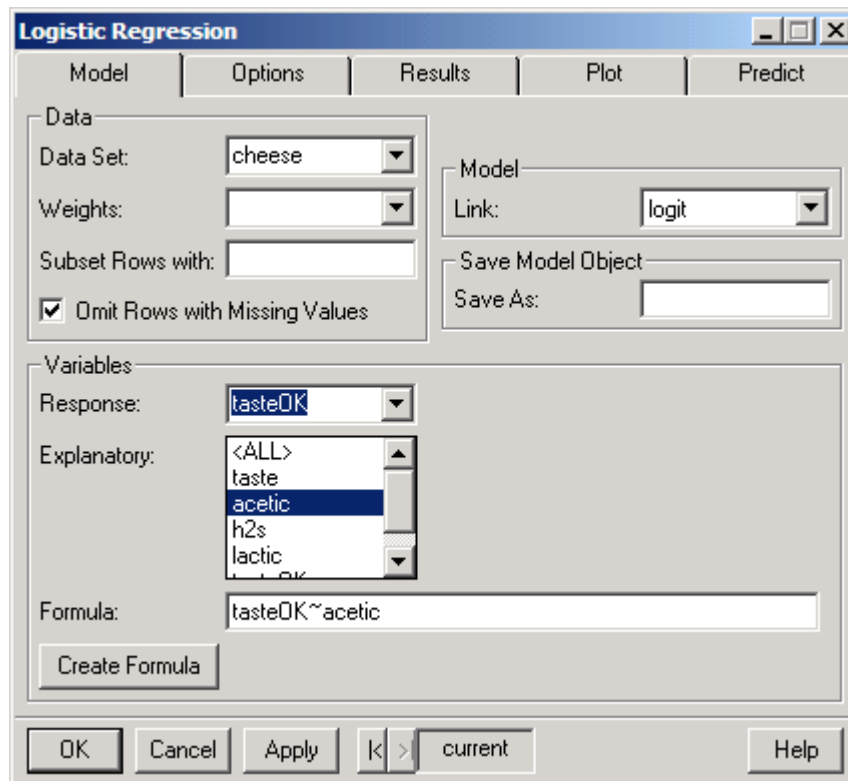 Logistic Regression
Model Options Results Plot Predict
Data
Data Set: cheese
Weights:
Subset Rows with:
Omit Rows with Missing Values
Model
Link: logit
Save Model Object
Save As:
Variables
Response: tasteOK
Explanatory: <ALL>
taste
acetic
h2s
lactic
Formula: tasteOK~acetic
Create Formula
OK Cancel Apply |< >| current Help